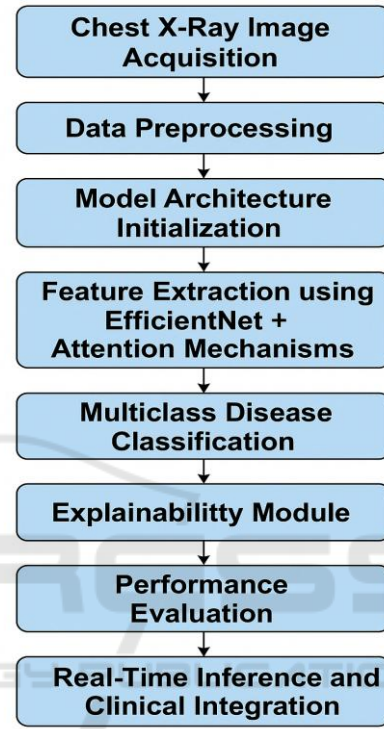 Chest X-Ray Image
Acquisition
Data Preprocessing
Model Architecture
Initialization
Feature Extraction using
EfficientNet +
Attention Mechanisms
Multiclass Disease
Classification
Explainabilitty Module
Performance
Evaluation
Real-Time Inference and
Clinical Integration